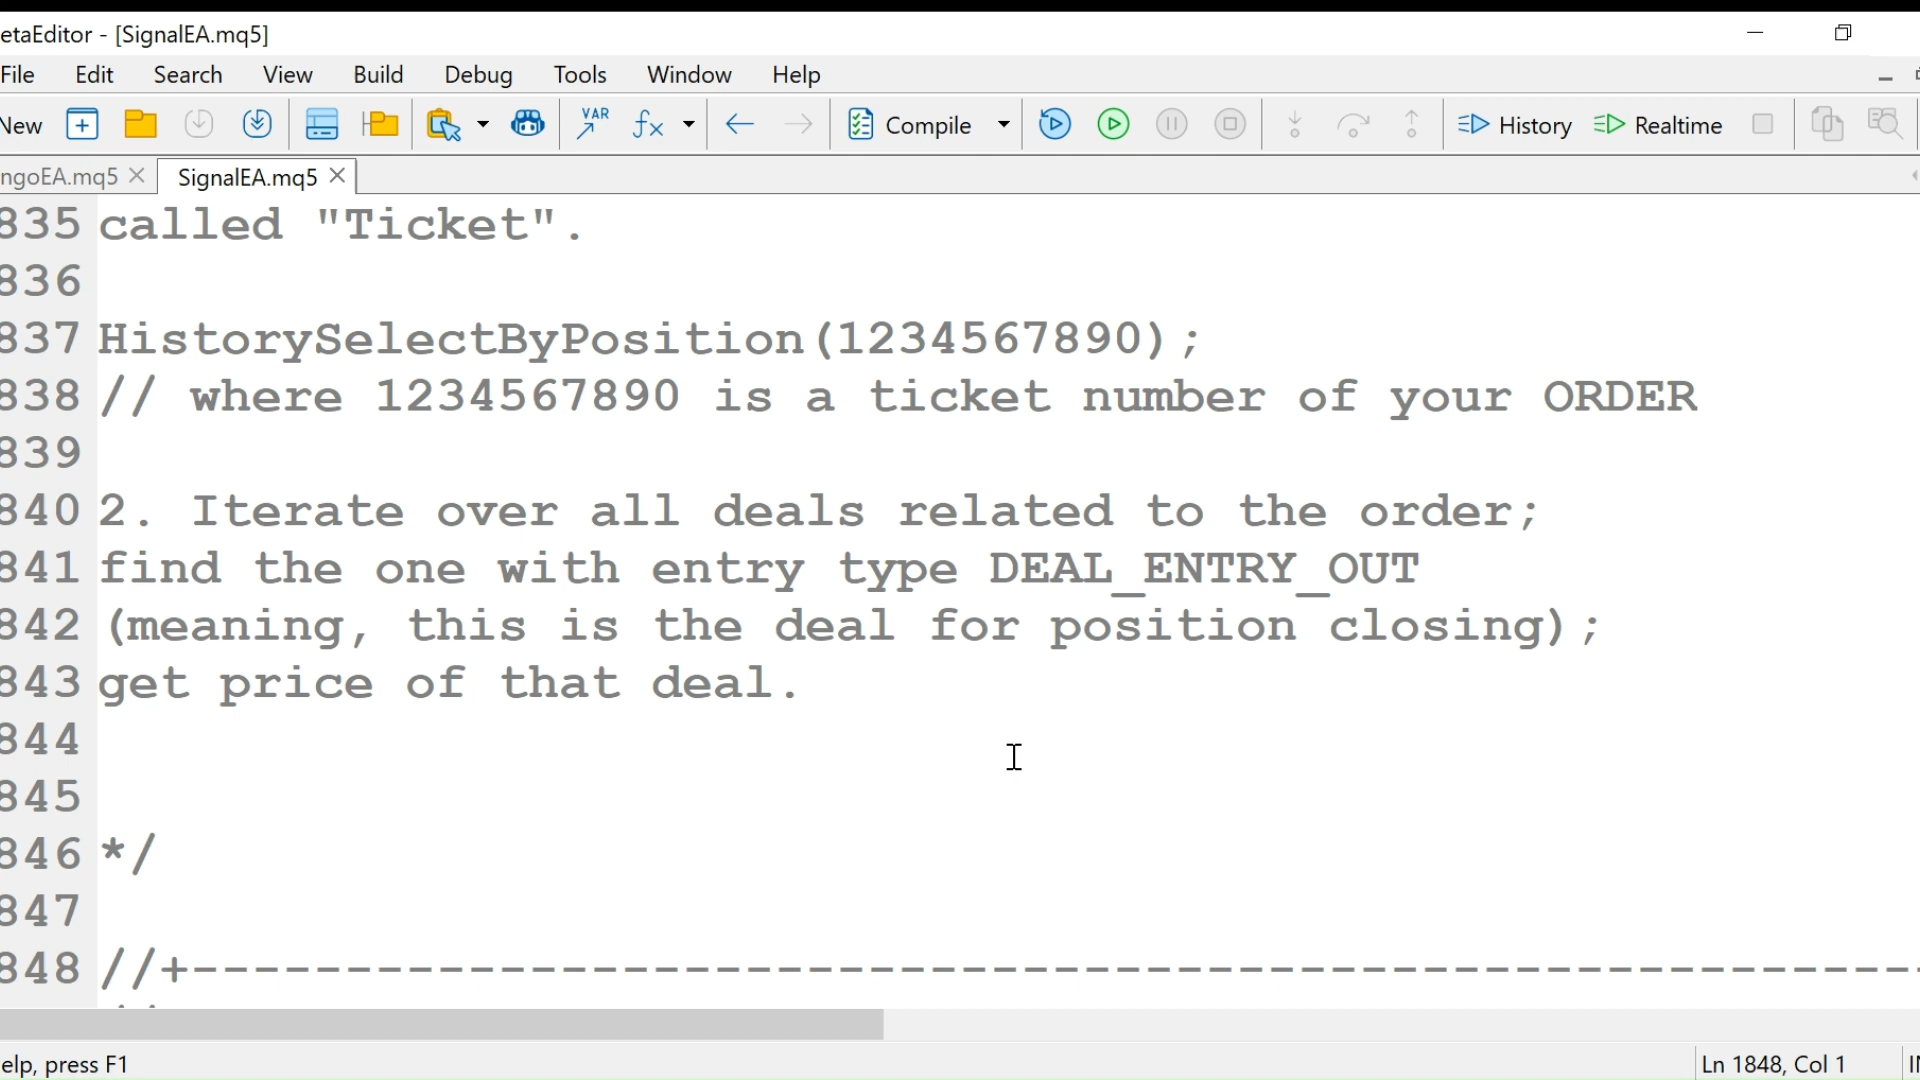 etaEditor - [SignalEA.mq5]
File Edit Search View Build Debug Tools Window Help
New VAR fx Compile History Realtime
ngoEA.mq5 SignalEA.mq5
835 called "Ticket".
836
837 HistorySelectByPosition(1234567890);
838 // where 1234567890 is a ticket number of your ORDER
839
840 2. Iterate over all deals related to the order;
841 find the one with entry type DEAL_ENTRY_OUT
842 (meaning, this is the deal for position closing);
843 get price of that deal.
844
845
846 */
847
848 //+--------------------------------------------------------
elp, press F1 Ln 1848, Col 1